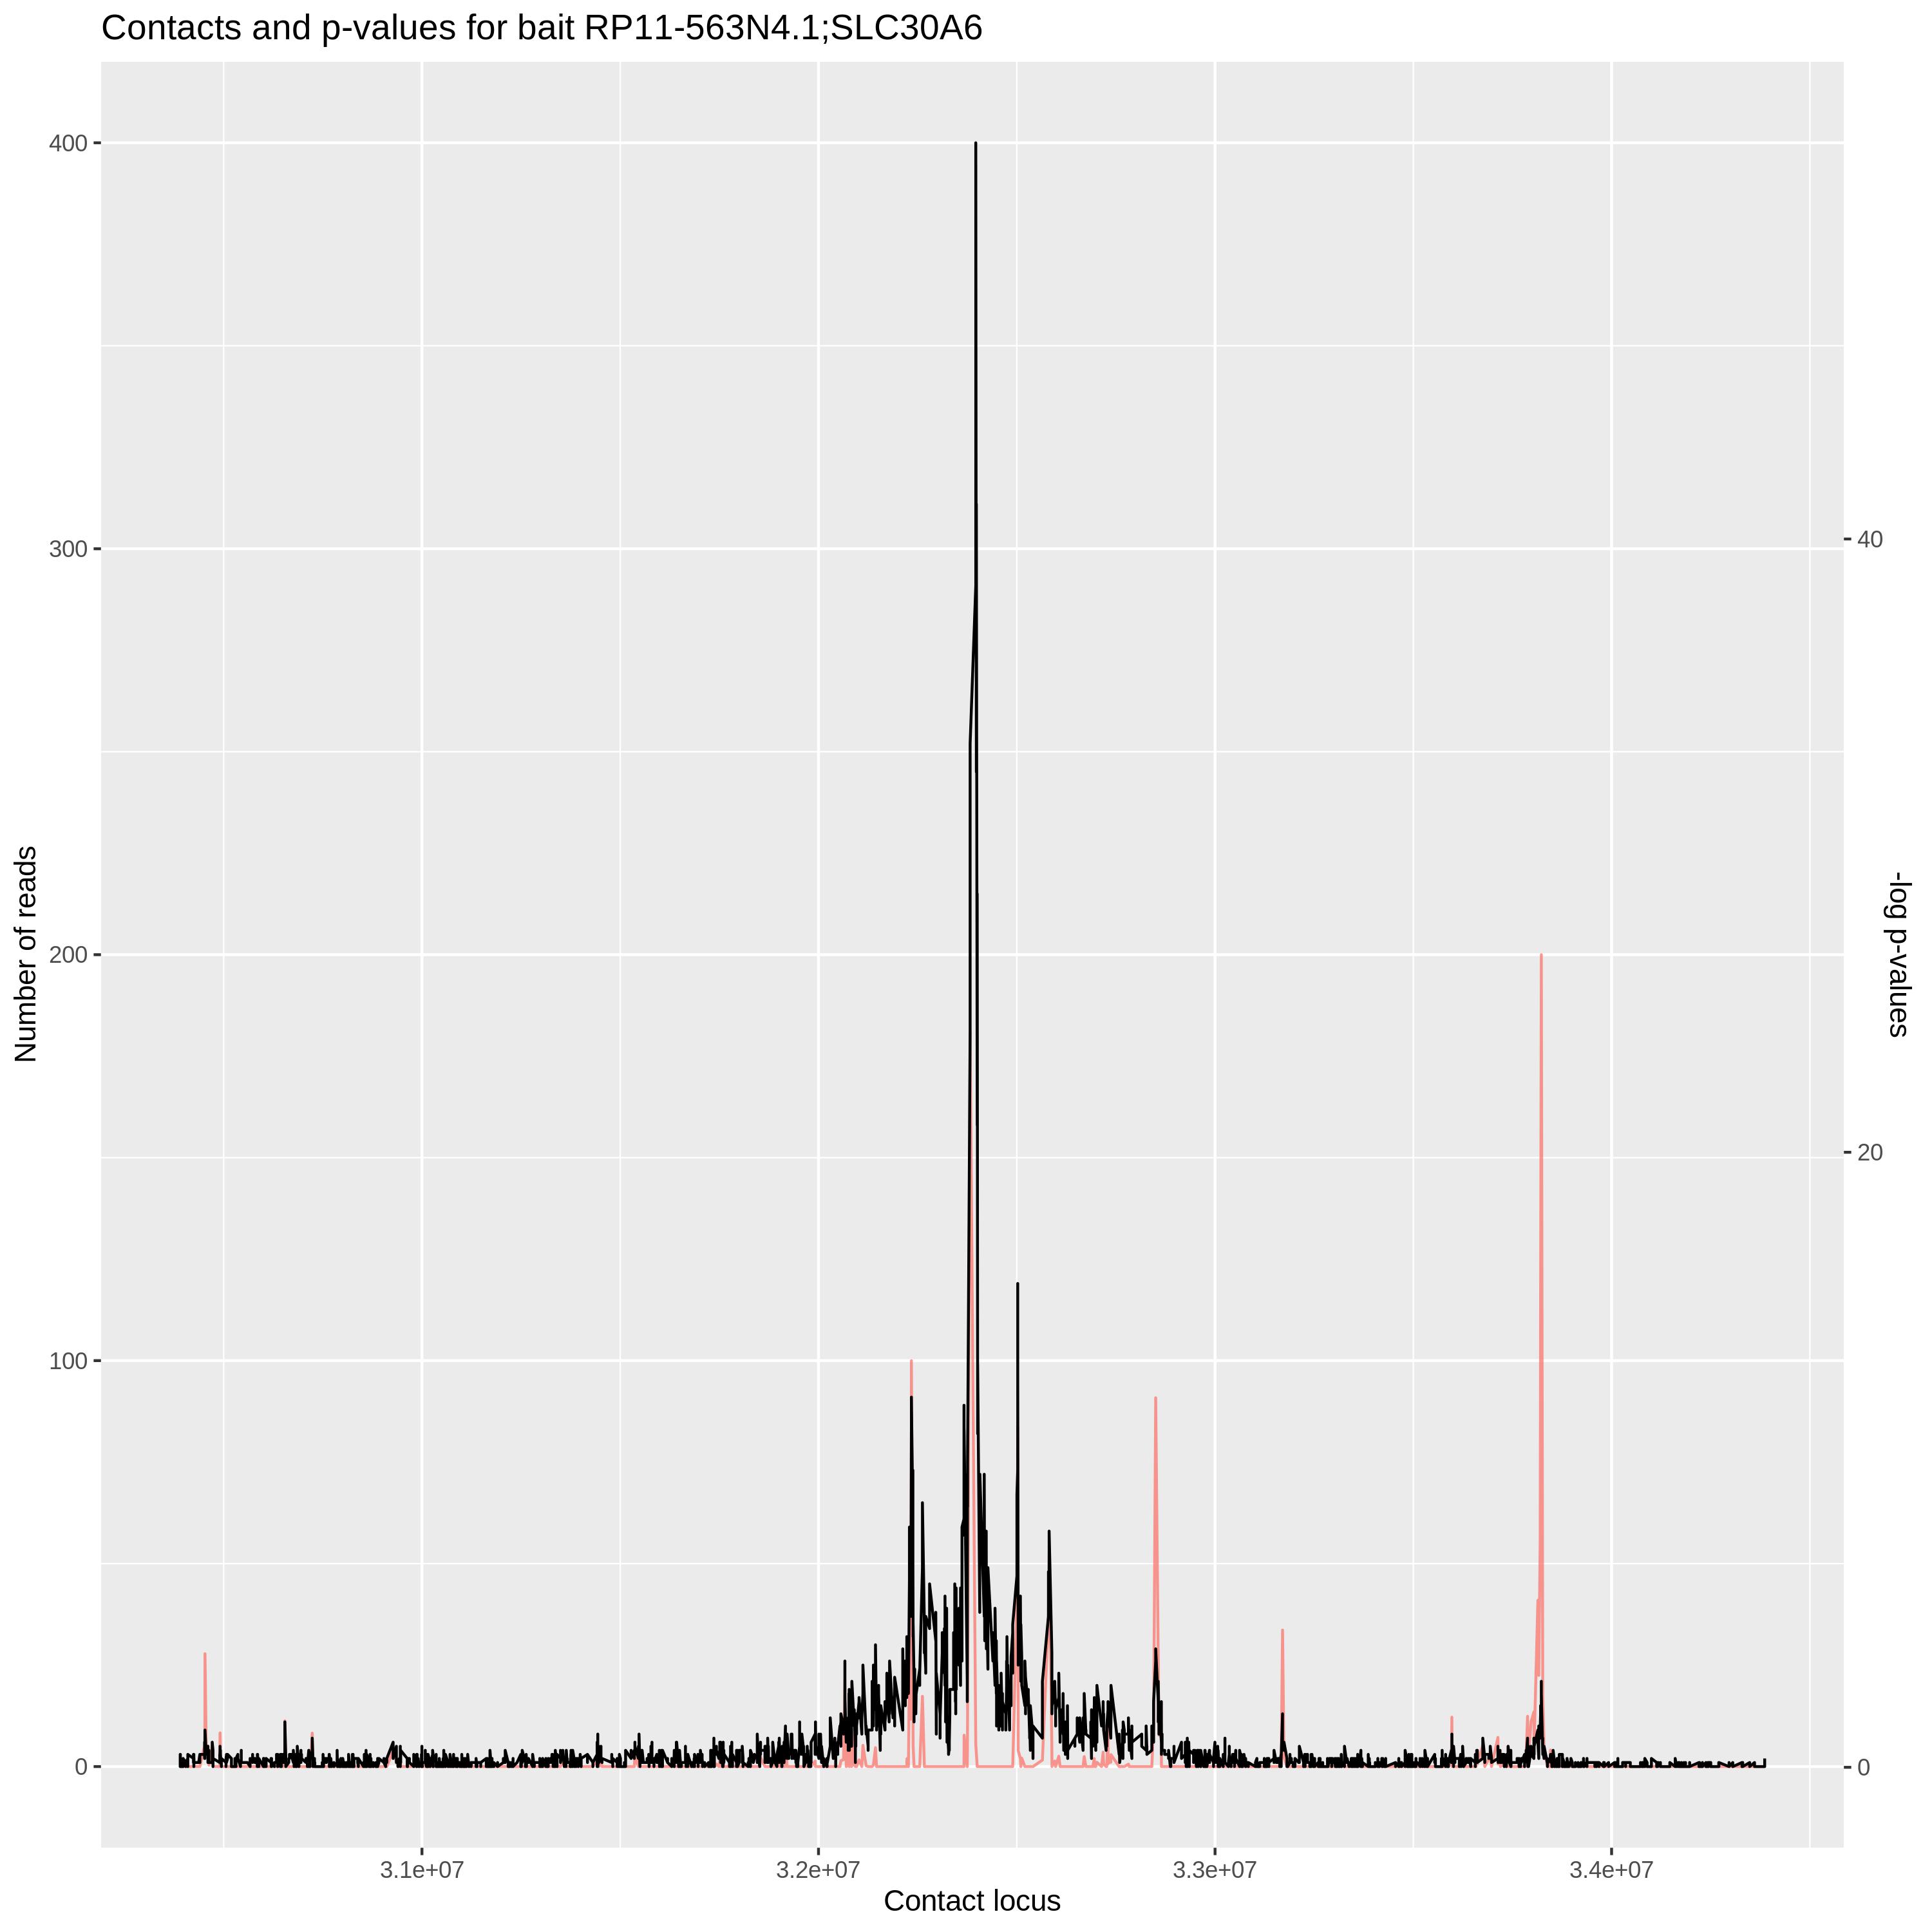 Contacts and p-values for bait RP11-563N4.1;SLC30A6
400
300
200
100
0
Number of reads
40
20
0
-log p-values
3.1e+07 3.2e+07 3.3e+07 3.4e+07
Contact locus